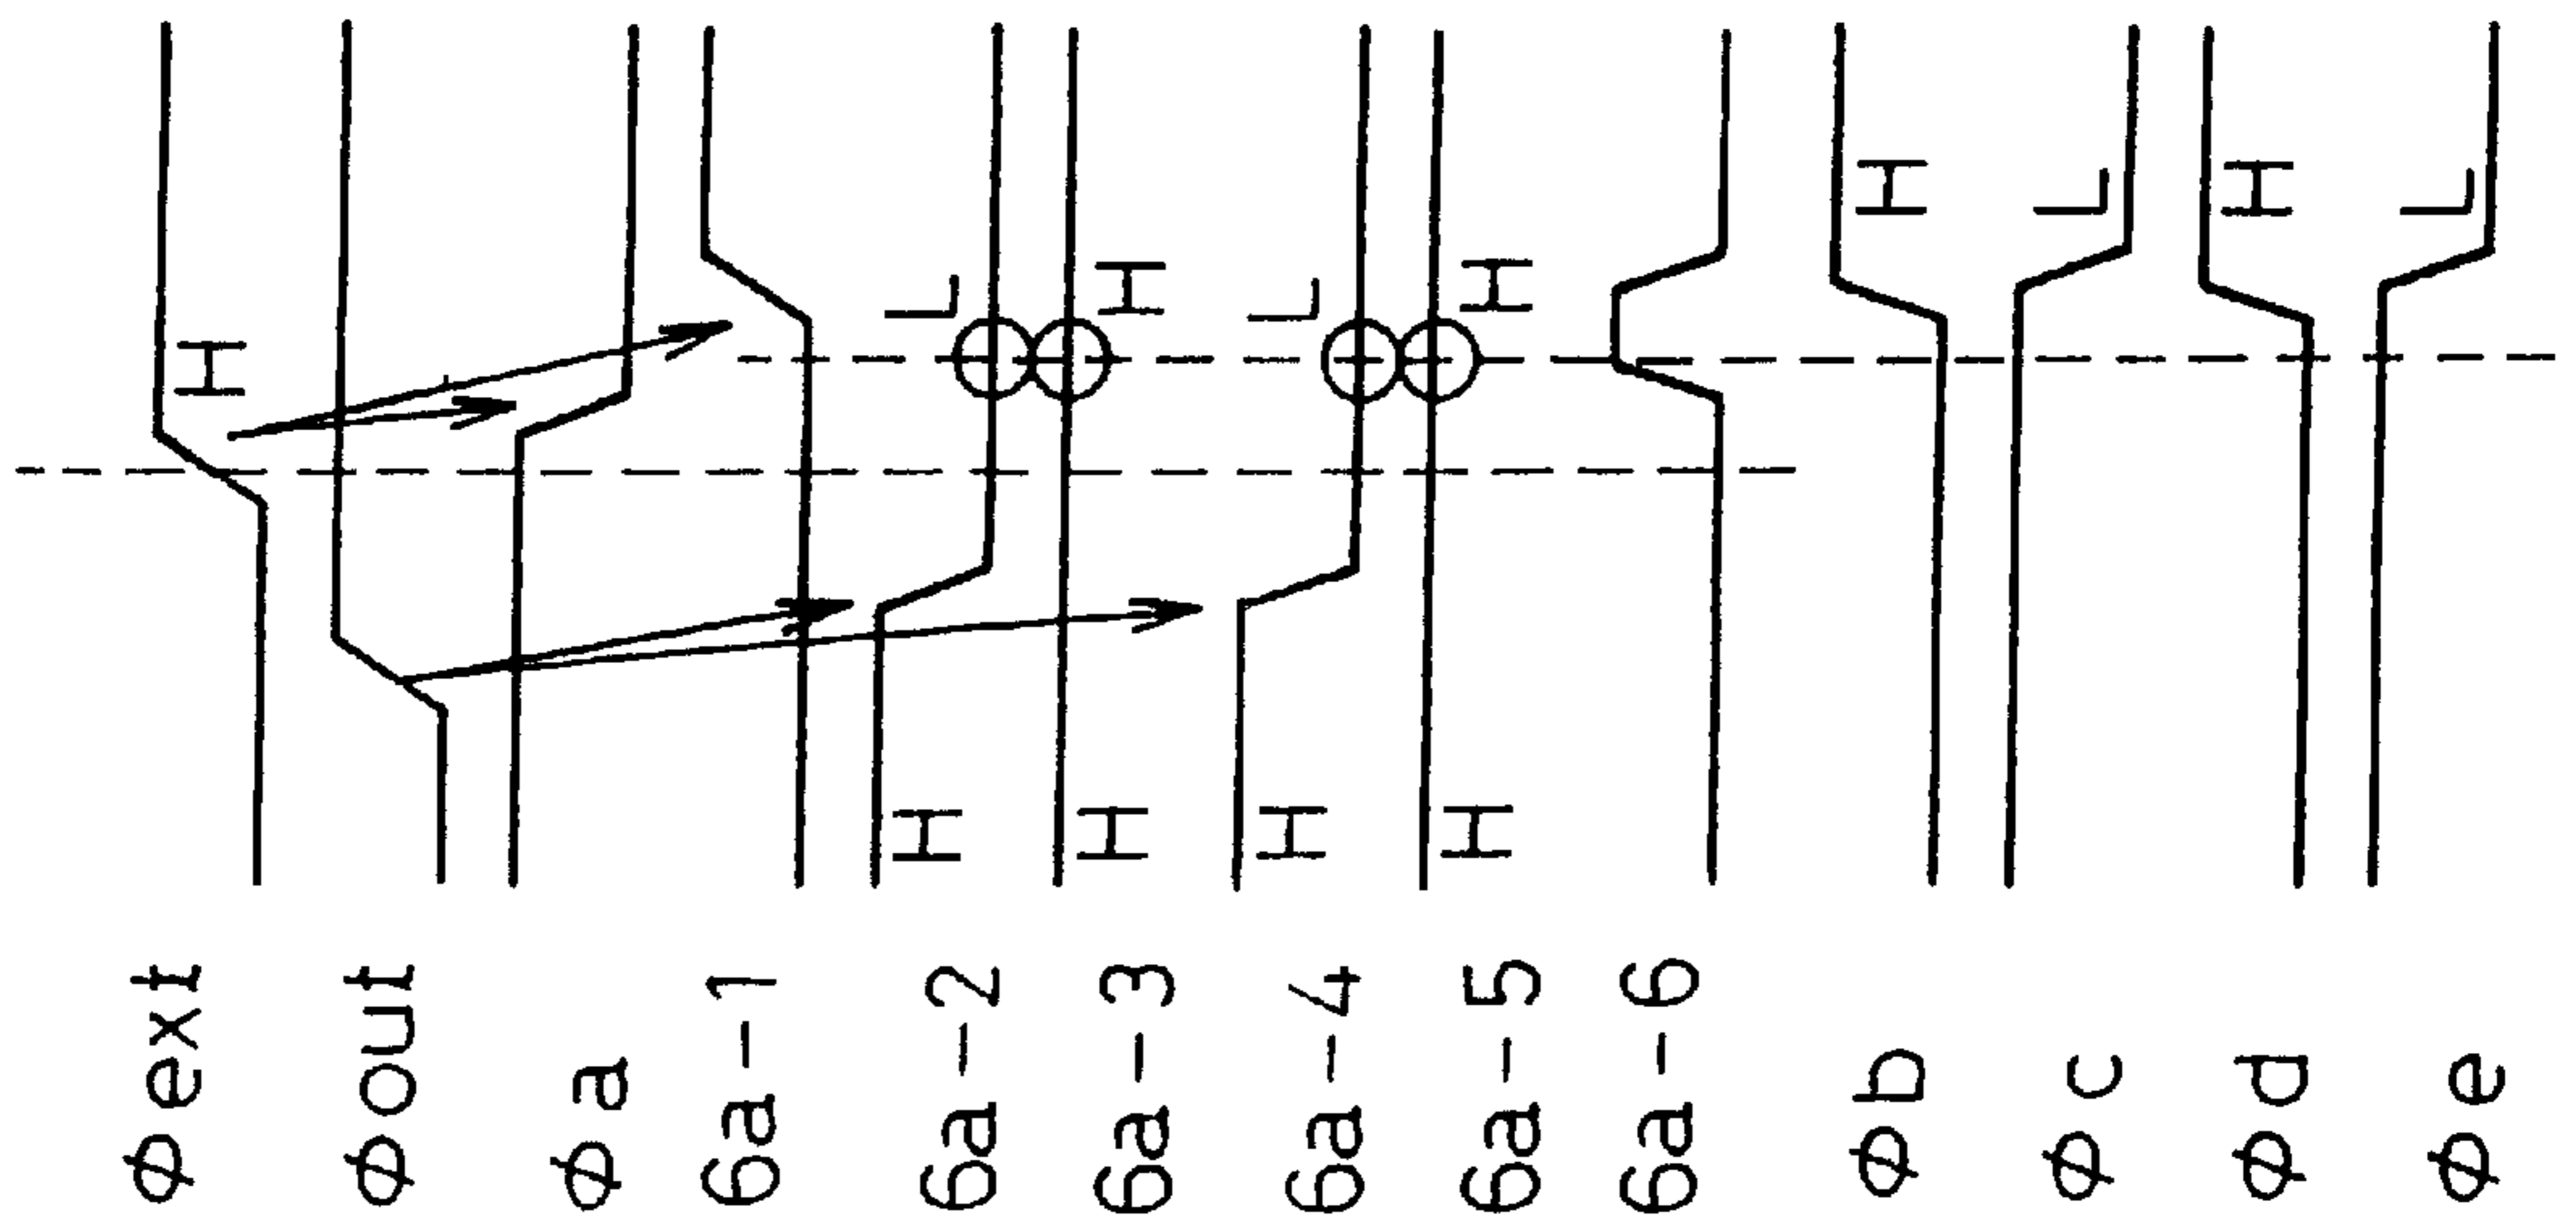 φext H
φout
φa
6a-1
6a-2 H L
6a-3 H H
6a-4 H L
6a-5 H H
6a-6
φb H
φc L
φd H
φe L